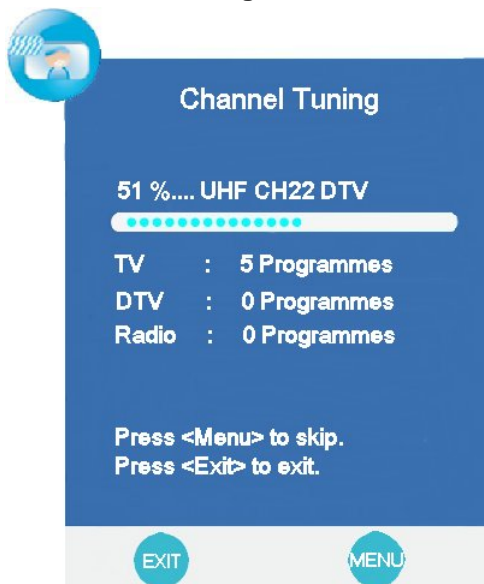 Channel Tuning
51 %.... UHF CH22 DTV
TV : 5 Programmes
DTV : 0 Programmes
Radio : 0 Programmes
Press <Menu> to skip.
Press <Exit> to exit.
EXIT MENU